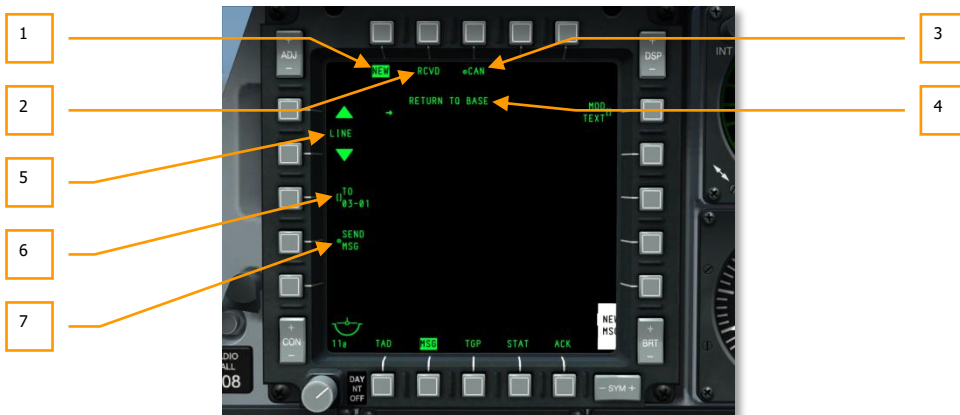 1
2
5
6
7
3
4
+
ADJ
-
+
DSP
-
INT
NEW RCVD CAN
RETURN TO BASE
MOD
TEXT[]
LINE
[]TO
03-01
SEND
MSG
NEW
MSG
TAD MSG TGP STAT ACK
+
CON
-
+
BRT
-
DAY
NT
OFF
- SYM +
ALL
08